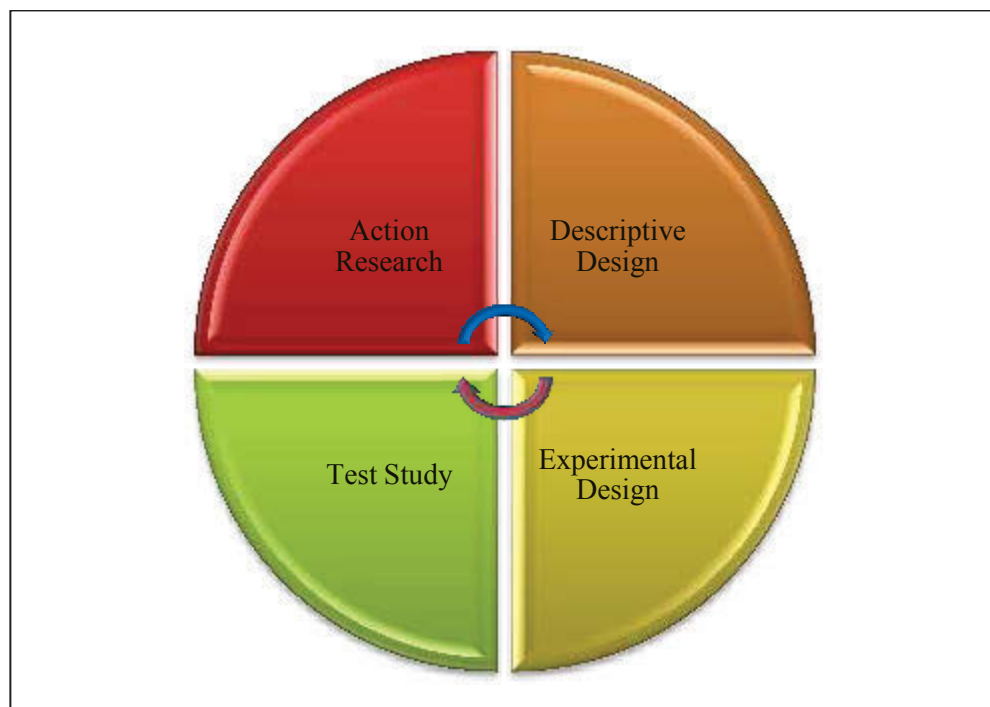 Action
Research
Descriptive
Design
Test Study
Experimental
Design